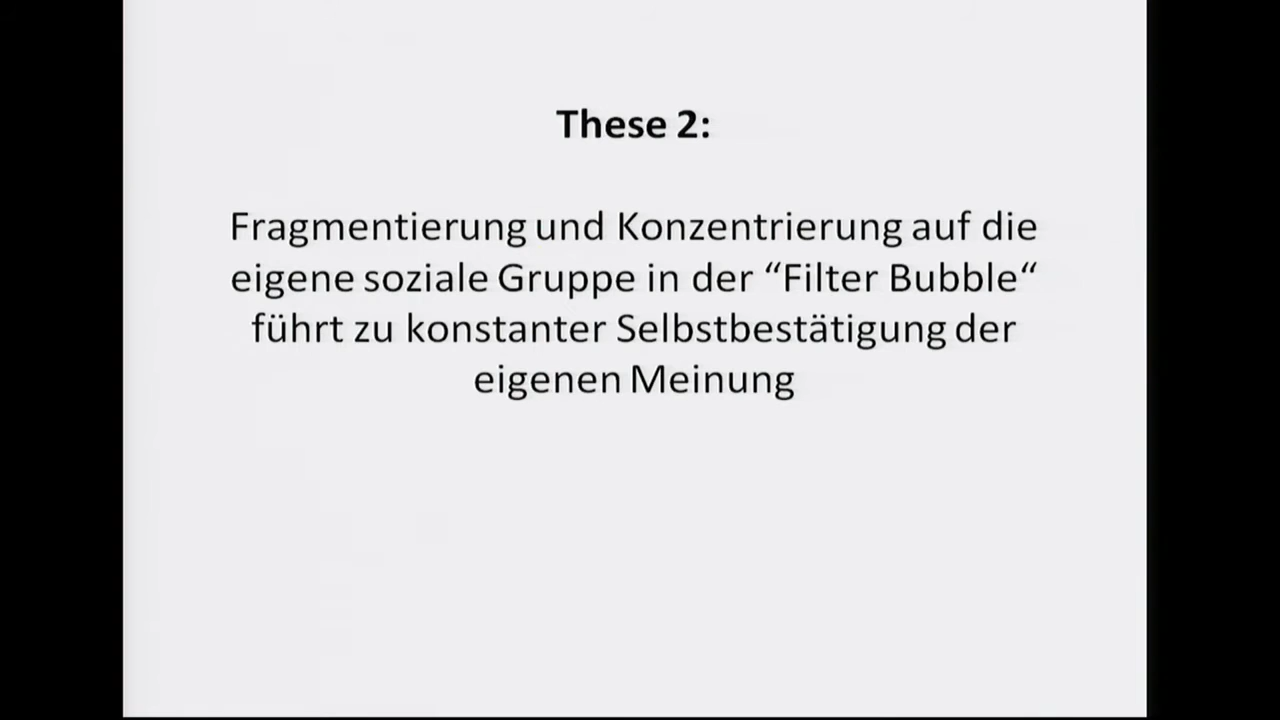 These 2:
Fragmentierung und Konzentrierung auf die
eigene soziale Gruppe in der “Filter Bubble“
führt zu konstanter Selbstbestätigung der
eigenen Meinung